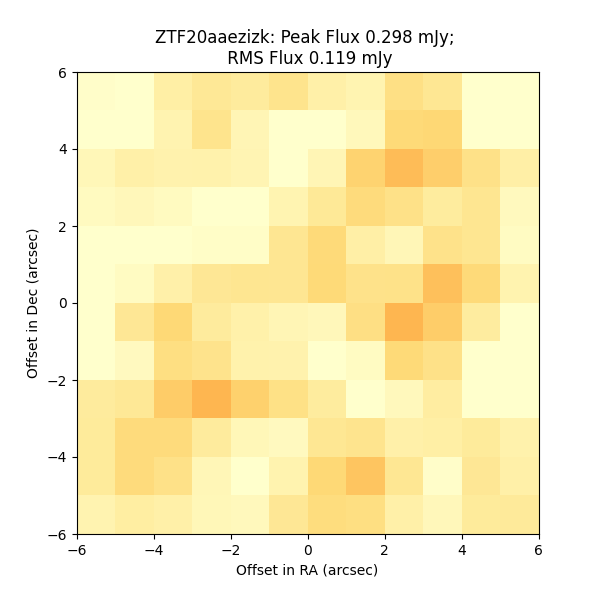 ZTF20aaezizk: Peak Flux 0.298 mJy;
RMS Flux 0.119 mJy
6
4
2
0
−2
−4
−6
Offset in Dec (arcsec)
−6 −4 −2 0 2 4 6
Offset in RA (arcsec)